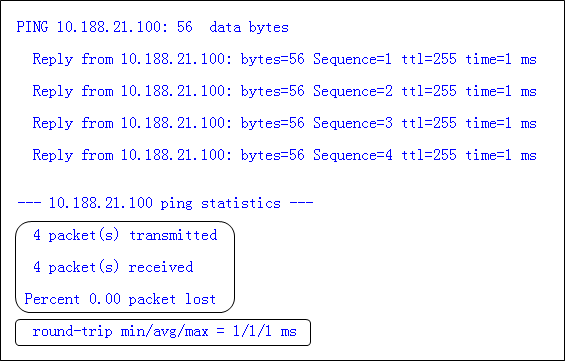 PING 10.188.21.100: 56  data bytes
Reply from 10.188.21.100: bytes=56 Sequence=1 ttl=255 time=1 ms
Reply from 10.188.21.100: bytes=56 Sequence=2 ttl=255 time=1 ms
Reply from 10.188.21.100: bytes=56 Sequence=3 ttl=255 time=1 ms
Reply from 10.188.21.100: bytes=56 Sequence=4 ttl=255 time=1 ms
--- 10.188.21.100 ping statistics ---
4 packet(s) transmitted
4 packet(s) received
Percent 0.00 packet lost
round-trip min/avg/max = 1/1/1 ms